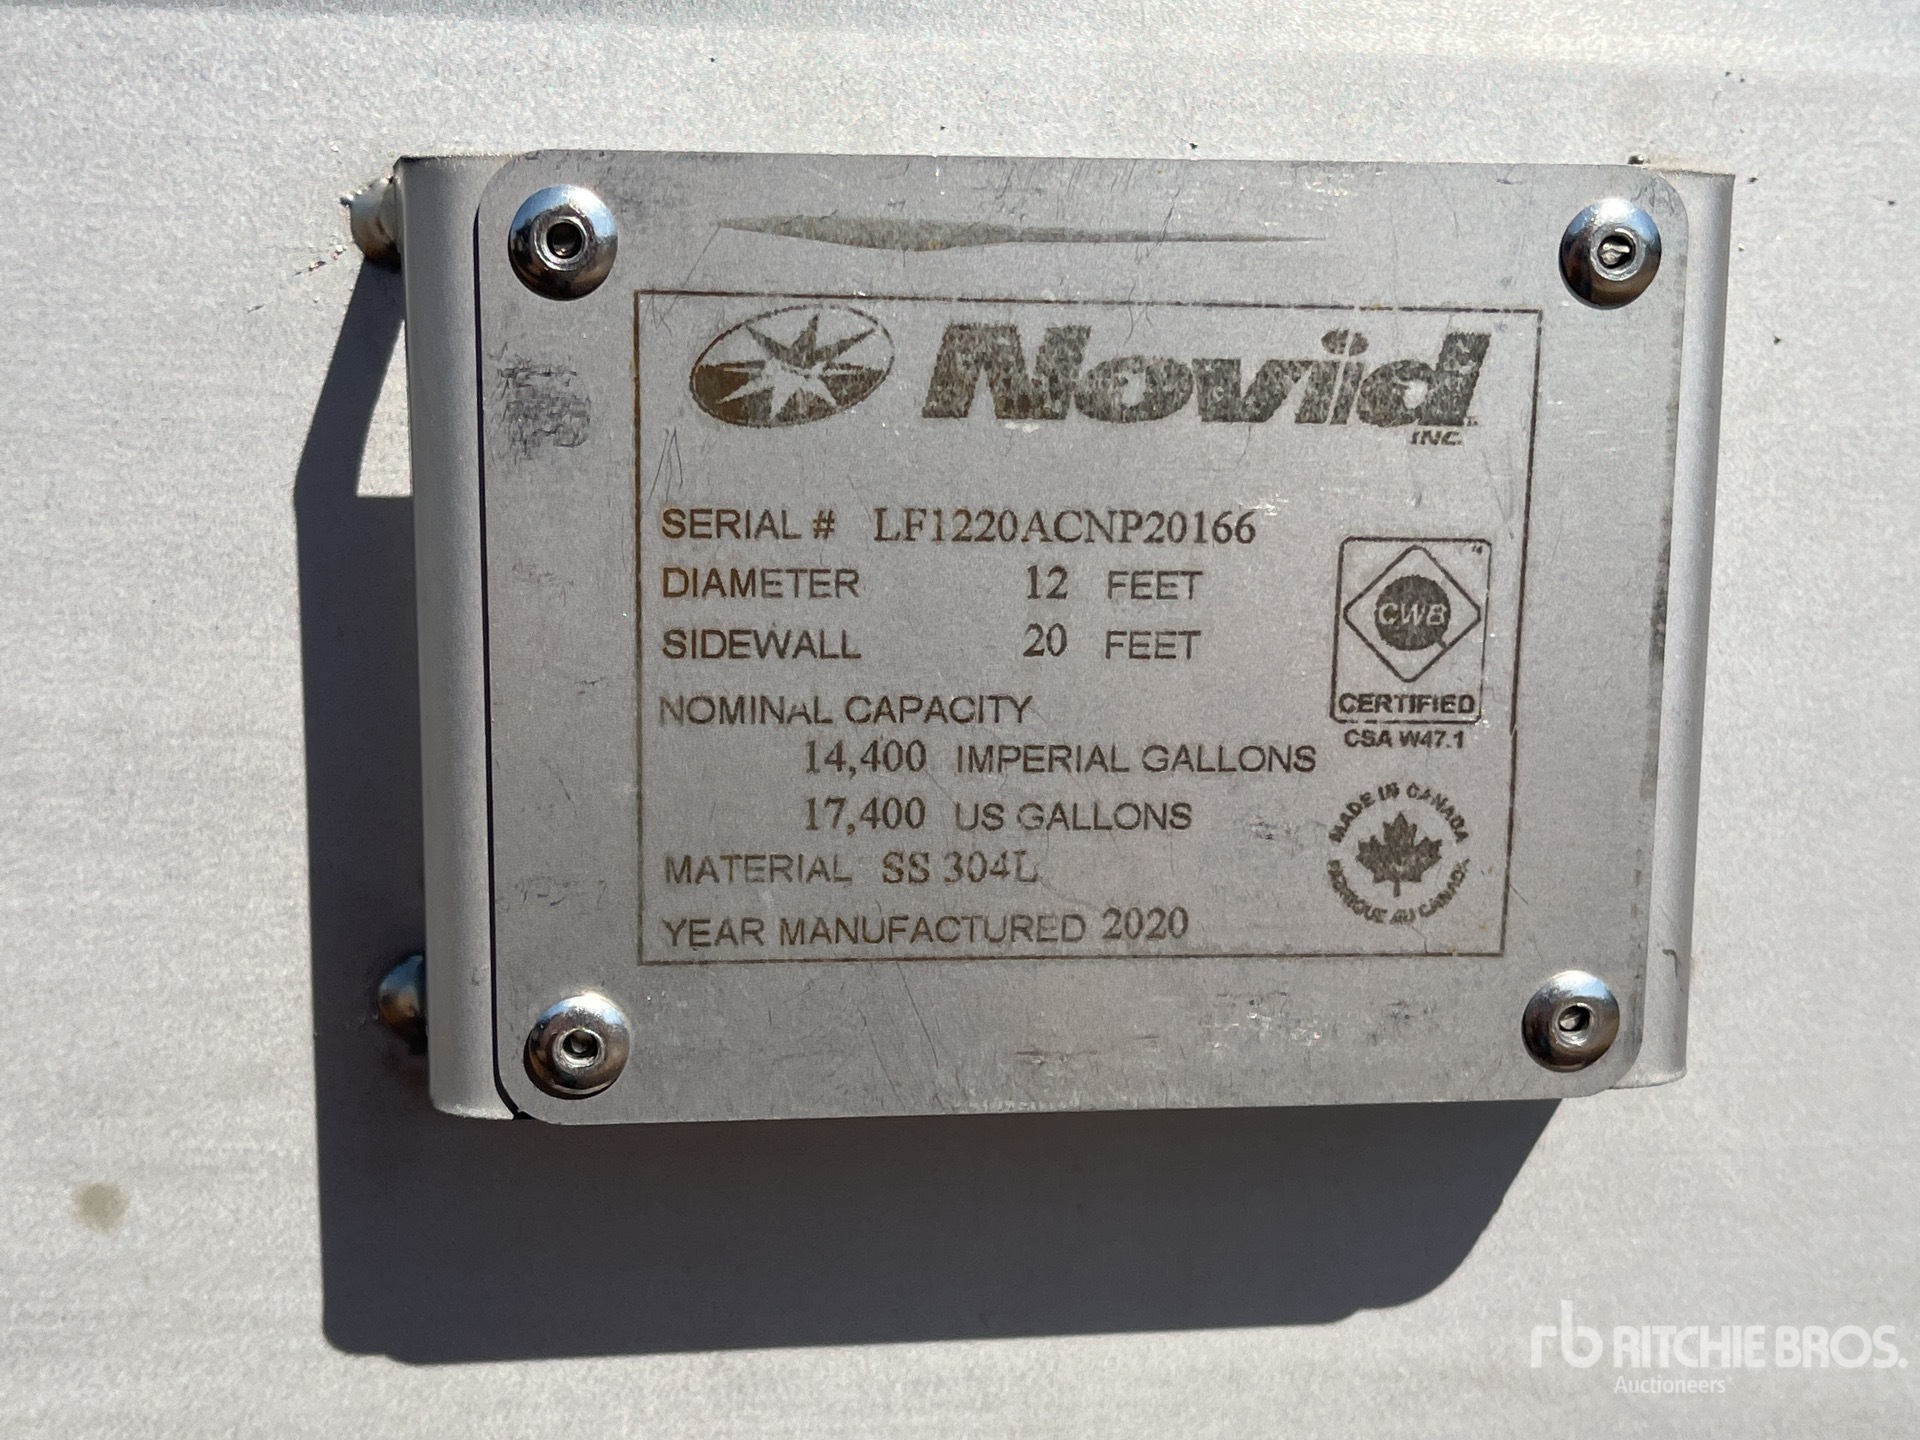 Novid
INC.
SERIAL # LF1220ACNP20166
DIAMETER 12 FEET
SIDEWALL 20 FEET
NOMINAL CAPACITY
14,400 IMPERIAL GALLONS
17,400 US GALLONS
MATERIAL SS 304L
YEAR MANUFACTURED 2020
CWB
CERTIFIED
CSA W47.1
MADE IN CANADA
FABRIQUÉ AU CANADA
rb RITCHIE BROS.
Auctioneers